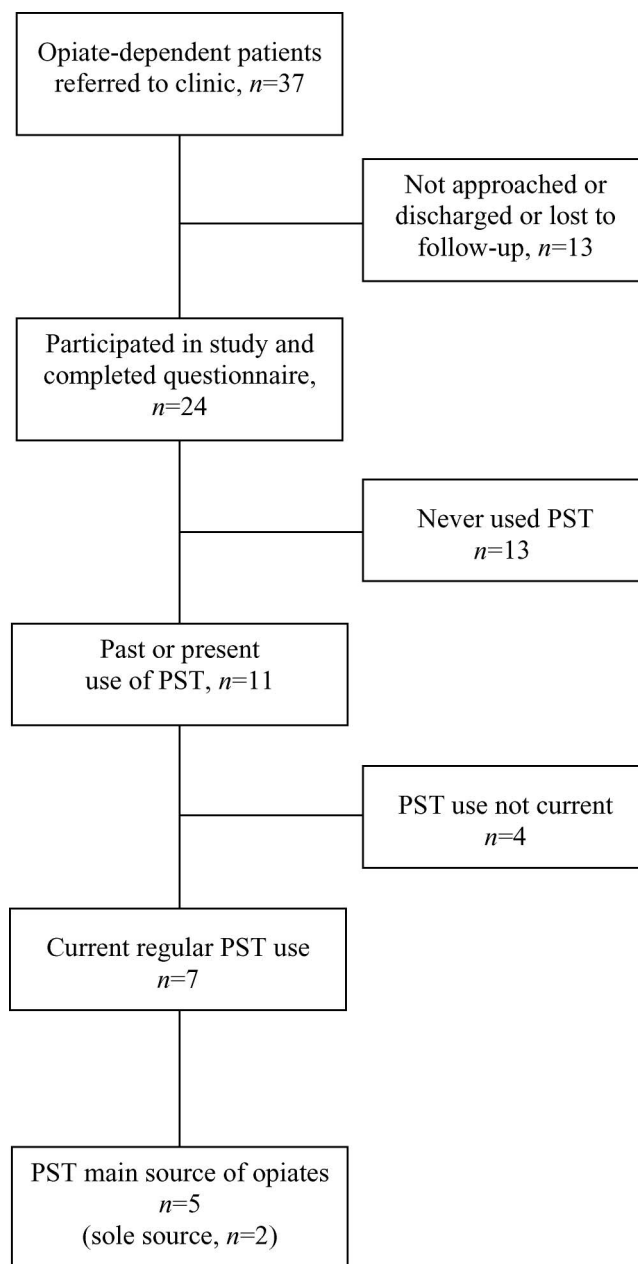 Opiate-dependent patients
referred to clinic, n=37
Not approached or
discharged or lost to
follow-up, n=13
Participated in study and
completed questionnaire,
n=24
Never used PST
n=13
Past or present
use of PST, n=11
PST use not current
n=4
Current regular PST use
n=7
PST main source of opiates
n=5
(sole source, n=2)